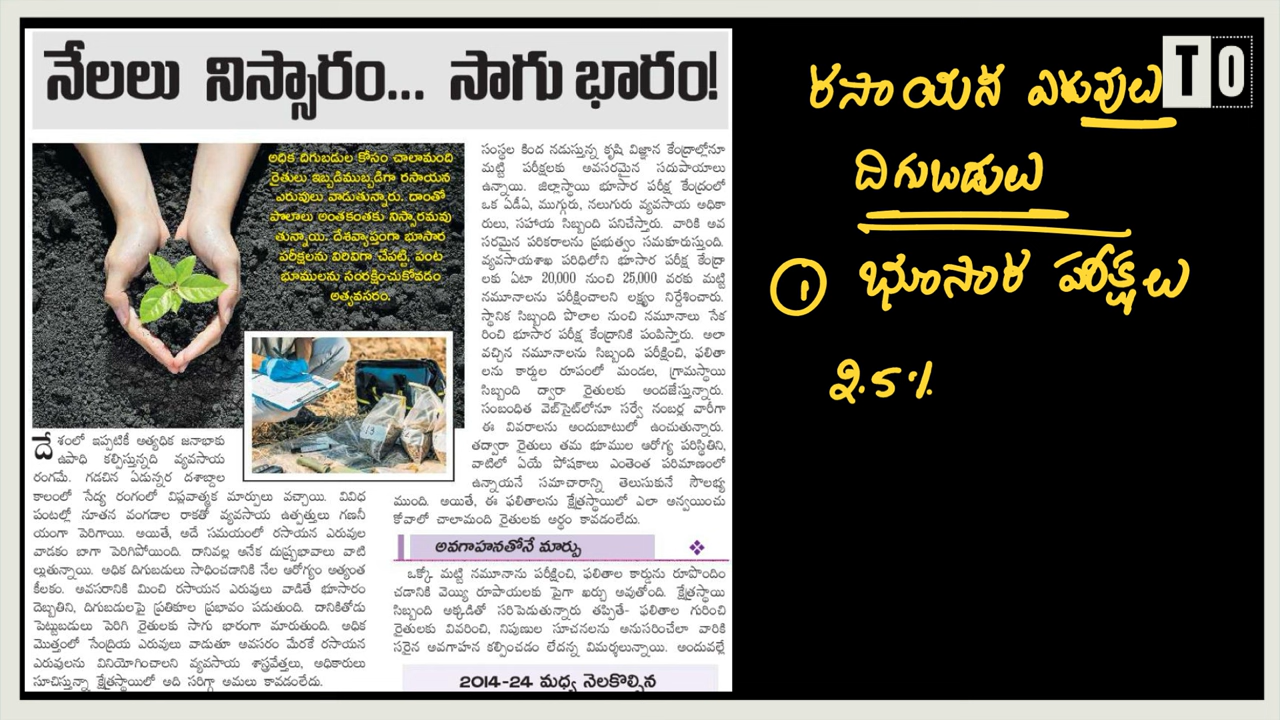 నేలలు నిస్సారం... సాగు భారం!
అధిక దిగుబడుల కోసం చాలామంది
రైతులు ఇబ్బడిముబ్బడిగా రసాయన
ఎరువులు వాడుతున్నారు. దాంతో
పొలాలు అంతకంతకు నిస్సారమవు
తున్నాయి. దేశవ్యాప్తంగా భూసార
పరీక్షలను విరివిగా చేపట్టి, పంట
భూములను సంరక్షించుకోవడం
అత్యవసరం.
దేశంలో ఇప్పటికీ అత్యధిక జనాభాకు
ఉపాధి కల్పిస్తున్నది వ్యవసాయ
రంగమే. గడచిన ఏడున్నర దశాబ్దాల
కాలంలో సేద్య రంగంలో విప్లవాత్మక మార్పులు వచ్చాయి. వివిధ
పంటల్లో నూతన వంగడాల రాకతో వ్యవసాయ ఉత్పత్తులు గణనీ
యంగా పెరిగాయి. అయితే, అదే సమయంలో రసాయన ఎరువుల
వాడకం బాగా పెరిగిపోయింది. దానివల్ల అనేక దుష్ప్రభావాలు వాటి
ల్లుతున్నాయి. అధిక దిగుబడులు సాధించడానికి నేల ఆరోగ్యం అత్యంత
కీలకం. అవసరానికి మించి రసాయన ఎరువులు వాడితే భూసారం
దెబ్బతిని, దిగుబడులపై ప్రతికూల ప్రభావం పడుతుంది. దానికితోడు
పెట్టుబడులు పెరిగి రైతులకు సాగు భారంగా మారుతుంది. అధిక
మొత్తంలో సేంద్రియ ఎరువులు వాడుతూ అవసరం మేరకే రసాయన
ఎరువులను వినియోగించాలని వ్యవసాయ శాస్త్రవేత్తలు, అధికారులు
సూచిస్తున్నా క్షేత్రస్థాయిలో అది సరిగ్గా అమలు కావడంలేదు.
సంస్థల కింద నడుస్తున్న కృషి విజ్ఞాన కేంద్రాల్లోనూ
మట్టి పరీక్షలకు అవసరమైన సదుపాయాలు
ఉన్నాయి. జిల్లాస్థాయి భూసార పరీక్ష కేంద్రంలో
ఒక ఏడీఏ, ముగ్గురు, నలుగురు వ్యవసాయ అధికా
రులు, సహాయ సిబ్బంది పనిచేస్తారు. వారికి అవ
సరమైన పరికరాలను ప్రభుత్వం సమకూరుస్తుంది.
వ్యవసాయశాఖ పరిధిలోని భూసార పరీక్ష కేంద్రా
లకు ఏటా 20,000 నుంచి 25,000 వరకు మట్టి
నమూనాలను పరీక్షించాలని లక్ష్యం నిర్దేశించారు.
స్థానిక సిబ్బంది పొలాల నుంచి నమూనాలు సేక
రించి భూసార పరీక్ష కేంద్రానికి పంపిస్తారు. అలా
వచ్చిన నమూనాలను సిబ్బంది పరీక్షించి, ఫలితా
లను కార్డుల రూపంలో మండల, గ్రామస్థాయి
సిబ్బంది ద్వారా రైతులకు అందజేస్తున్నారు.
సంబంధిత వెబ్‌సైట్‌లోనూ సర్వే నంబర్ల వారీగా
ఈ వివరాలను అందుబాటులో ఉంచుతున్నారు.
తద్వారా రైతులు తమ భూముల ఆరోగ్య పరిస్థితిని,
వాటిలో ఏయే పోషకాలు ఎంతెంత పరిమాణంలో
ఉన్నాయనే సమాచారాన్ని తెలుసుకునే సౌలభ్య
ముంది. అయితే, ఈ ఫలితాలను క్షేత్రస్థాయిలో ఎలా అన్వయించు
కోవాలో చాలామంది రైతులకు అర్థం కావడంలేదు.
అవగాహనతోనే మార్పు
ఒక్కో మట్టి నమూనాను పరీక్షించి, ఫలితాల కార్డును రూపొందిం
చడానికి వెయ్యి రూపాయలకు పైగా ఖర్చు అవుతోంది. క్షేత్రస్థాయి
సిబ్బంది అక్కడితో సరిపెడుతున్నారు తప్పితే- ఫలితాల గురించి
రైతులకు వివరించి, నిపుణుల సూచనలను అనుసరించేలా వారికి
సరైన అవగాహన కల్పించడం లేదన్న విమర్శలున్నాయి. అందువల్లే
2014-24 మధ్య నెలకొల్పిన
రసాయన ఎరువులు
TO
దిగుబడులు
1 భూసార పరీక్షలు
2.5%